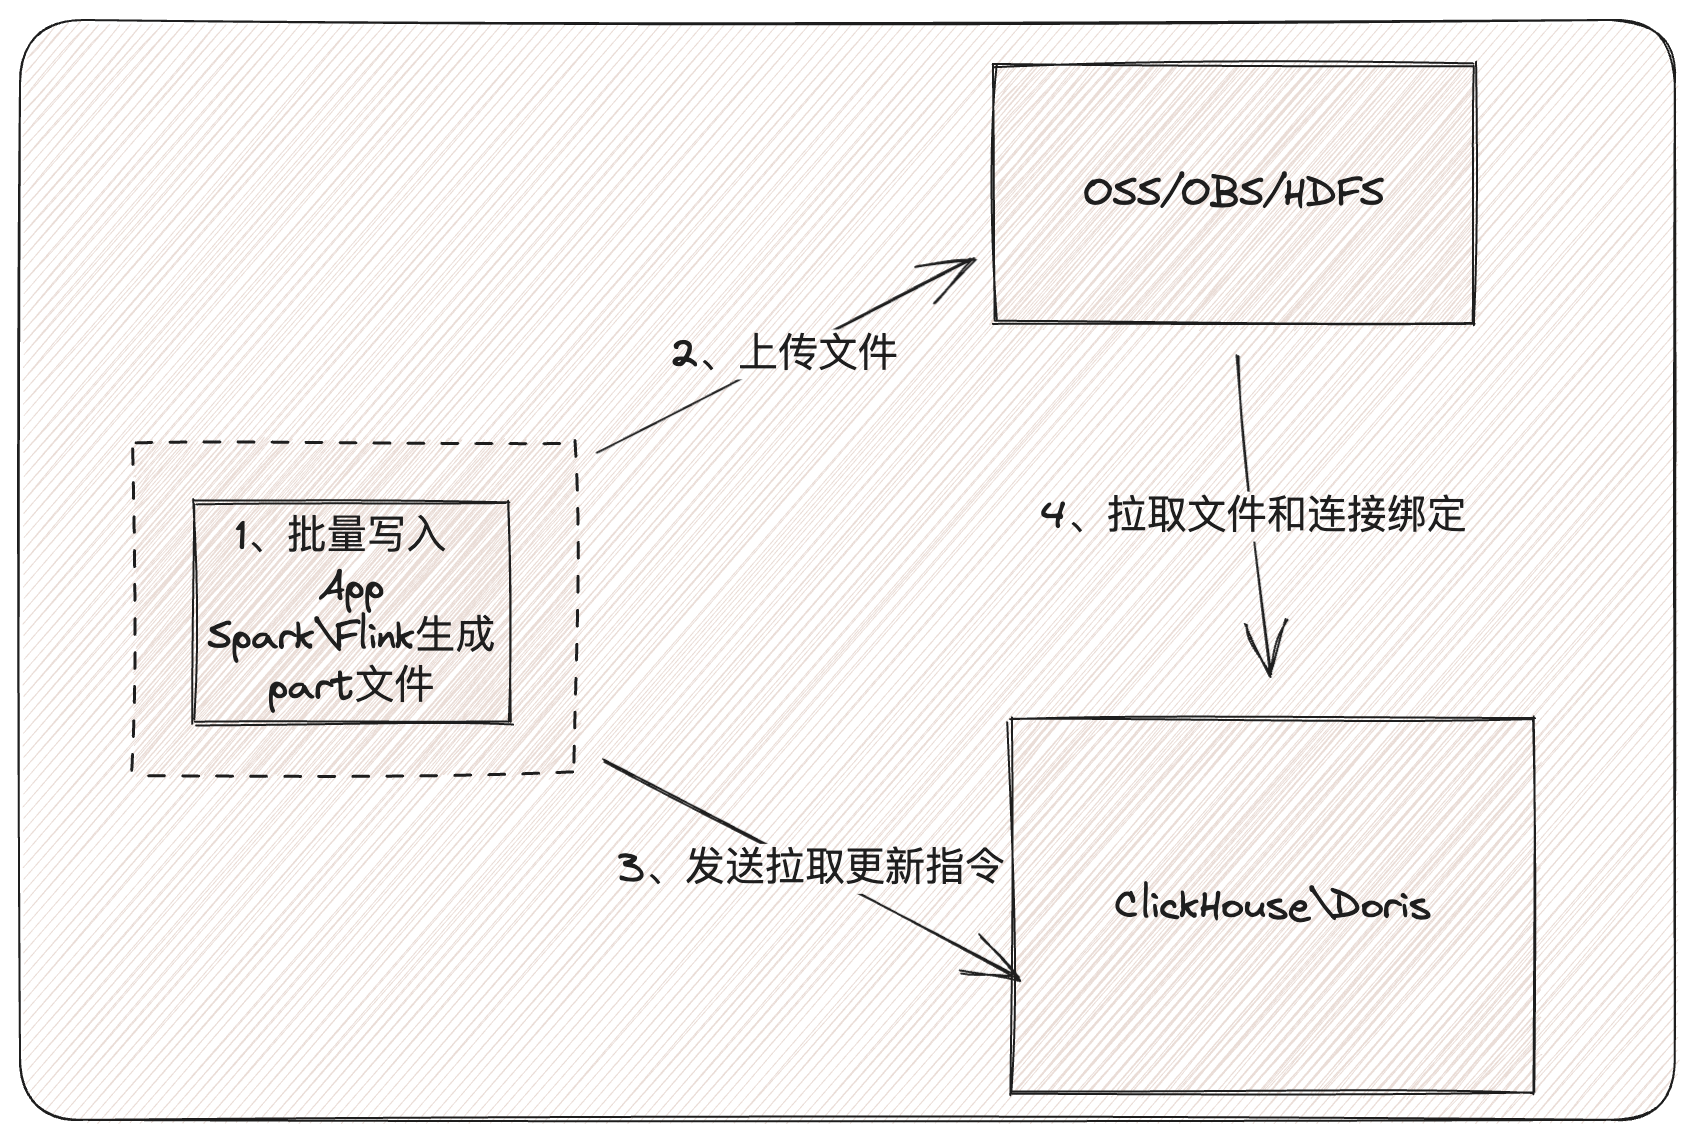 OSS/OBS/HDFS
2、上传文件
4、拉取文件和连接绑定
1、批量写入
App
Spark\Flink生成
part文件
3、发送拉取更新指令
ClickHouse\Doris